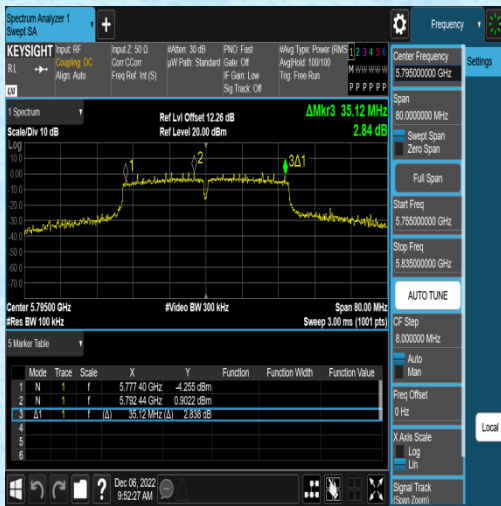 Spectrum Analyzer 1
Swept SA
Frequency
Settings
KEYSIGHT
RL
LXI
Input: RF
Coupling: DC
Align: Auto
Input Z: 50 Ω
Corr CCorr
Freq Ref: Int (S)
#Atten: 30 dB
µW Path: Standard
PNO: Fast
Gate: Off
IF Gain: Low
Sig Track: Off
#Avg Type: Power (RMS
Avg|Hold: 100/100
Trig: Free Run
1 2 3 4 5 6
M W W W W W
P P P P P P
1 Spectrum
Scale/Div 10 dB
Log
Ref Lvl Offset 12.26 dB
Ref Level 20.00 dBm
ΔMkr3 35.12 MHz
2.84 dB
10.0
0.00
-10.0
-20.0
-30.0
-40.0
-50.0
-60.0
-70.0
1
2
3Δ1
Center 5.79500 GHz
#Res BW 100 kHz
#Video BW 300 kHz
Span 80.00 MHz
Sweep 3.00 ms (1001 pts)
5 Marker Table
Mode Trace Scale X Y Function Function Width Function Value
1 N 1 f 5.777 40 GHz -4.255 dBm
2 N 1 f 5.792 44 GHz 0.9022 dBm
3 Δ1 1 f (Δ) 35.12 MHz (Δ) 2.838 dB
4
5
6
Dec 06, 2022
9:52:27 AM
Center Frequency
5.795000000 GHz
Span
80.0000000 MHz
Swept Span
Zero Span
Full Span
Start Freq
5.755000000 GHz
Stop Freq
5.835000000 GHz
AUTO TUNE
CF Step
8.000000 MHz
Auto
Man
Freq Offset
0 Hz
X Axis Scale
Log
Lin
Signal Track
(Span Zoom)
Local